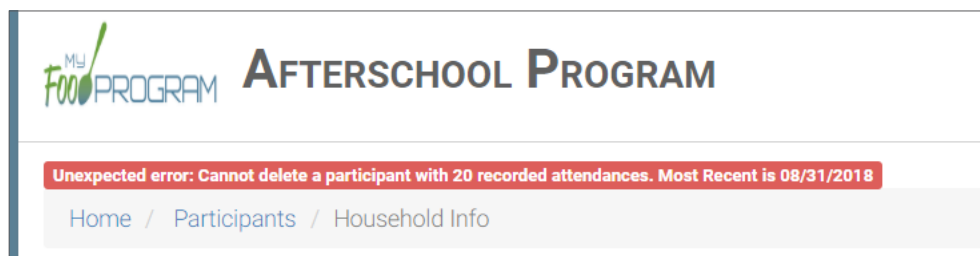 MY
FOOD PROGRAM
AFTERSCHOOL PROGRAM
Unexpected error: Cannot delete a participant with 20 recorded attendances. Most Recent is 08/31/2018
Home / Participants / Household Info